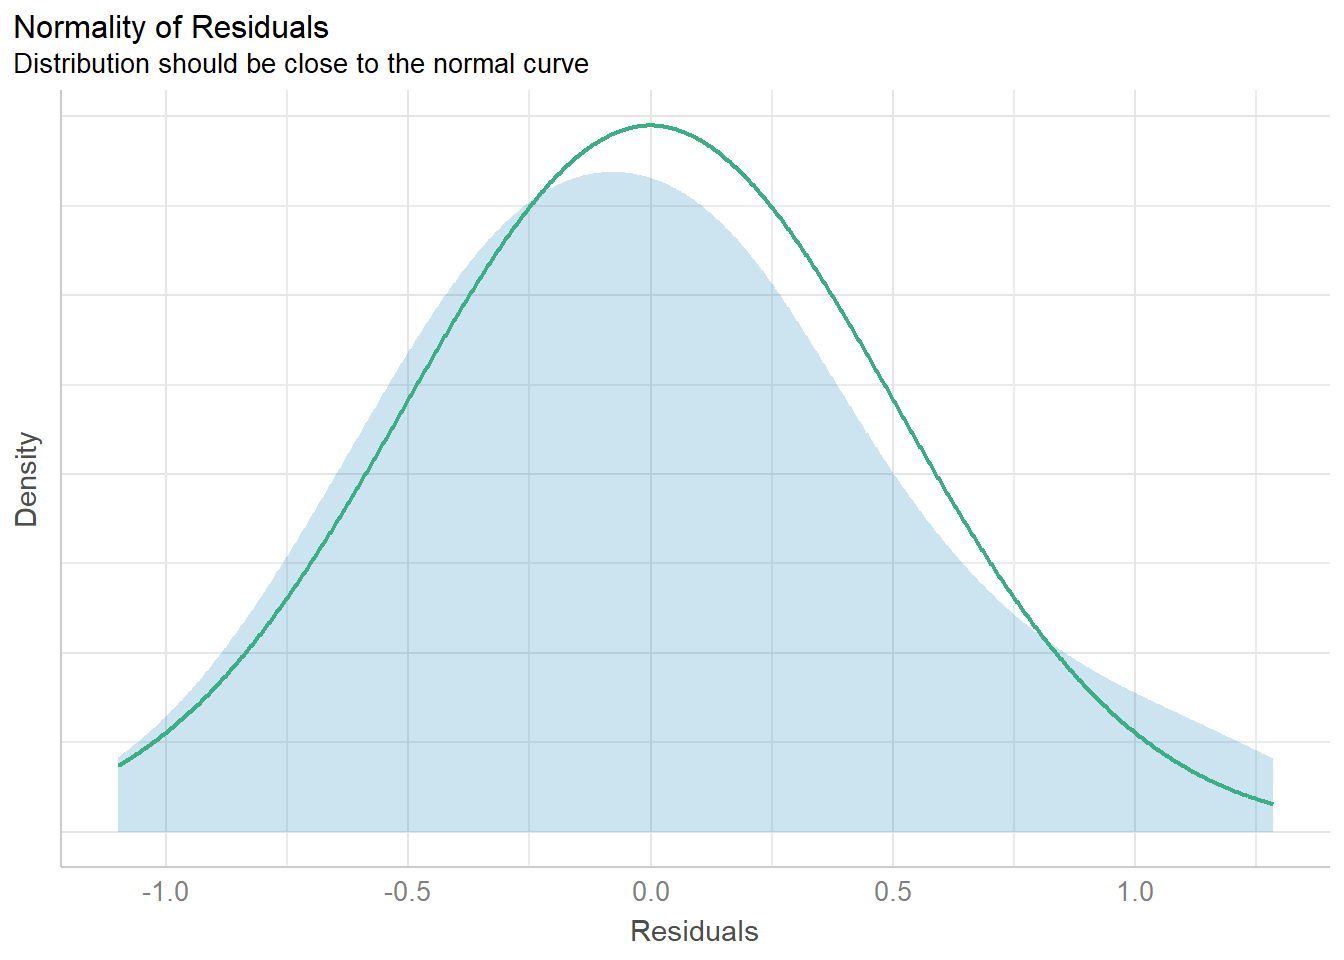 Normality of Residuals
Distribution should be close to the normal curve
Density
-1.0
-0.5
0.0
0.5
1.0
Residuals